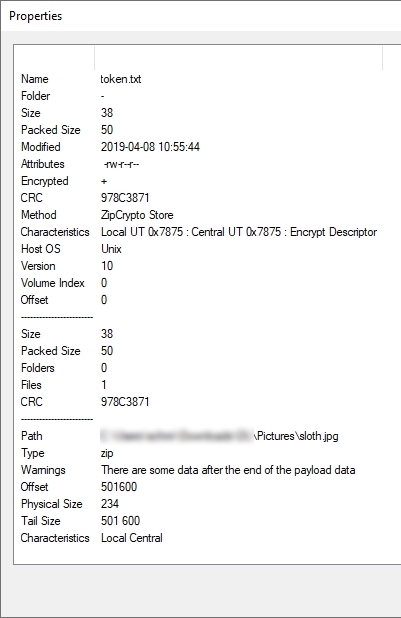 Properties
Name token.txt
Folder -
Size 38
Packed Size 50
Modified 2019-04-08 10:55:44
Attributes -rw-r--r--
Encrypted +
CRC 978C3871
Method ZipCrypto Store
Characteristics Local UT 0x7875 : Central UT 0x7875 : Encrypt Descriptor
Host OS Unix
Version 10
Volume Index 0
Offset 0
------------------------
Size 38
Packed Size 50
Folders 0
Files 1
CRC 978C3871
------------------------
Path \Pictures\sloth.jpg
Type zip
Warnings There are some data after the end of the payload data
Offset 501600
Physical Size 234
Tail Size 501 600
Characteristics Local Central